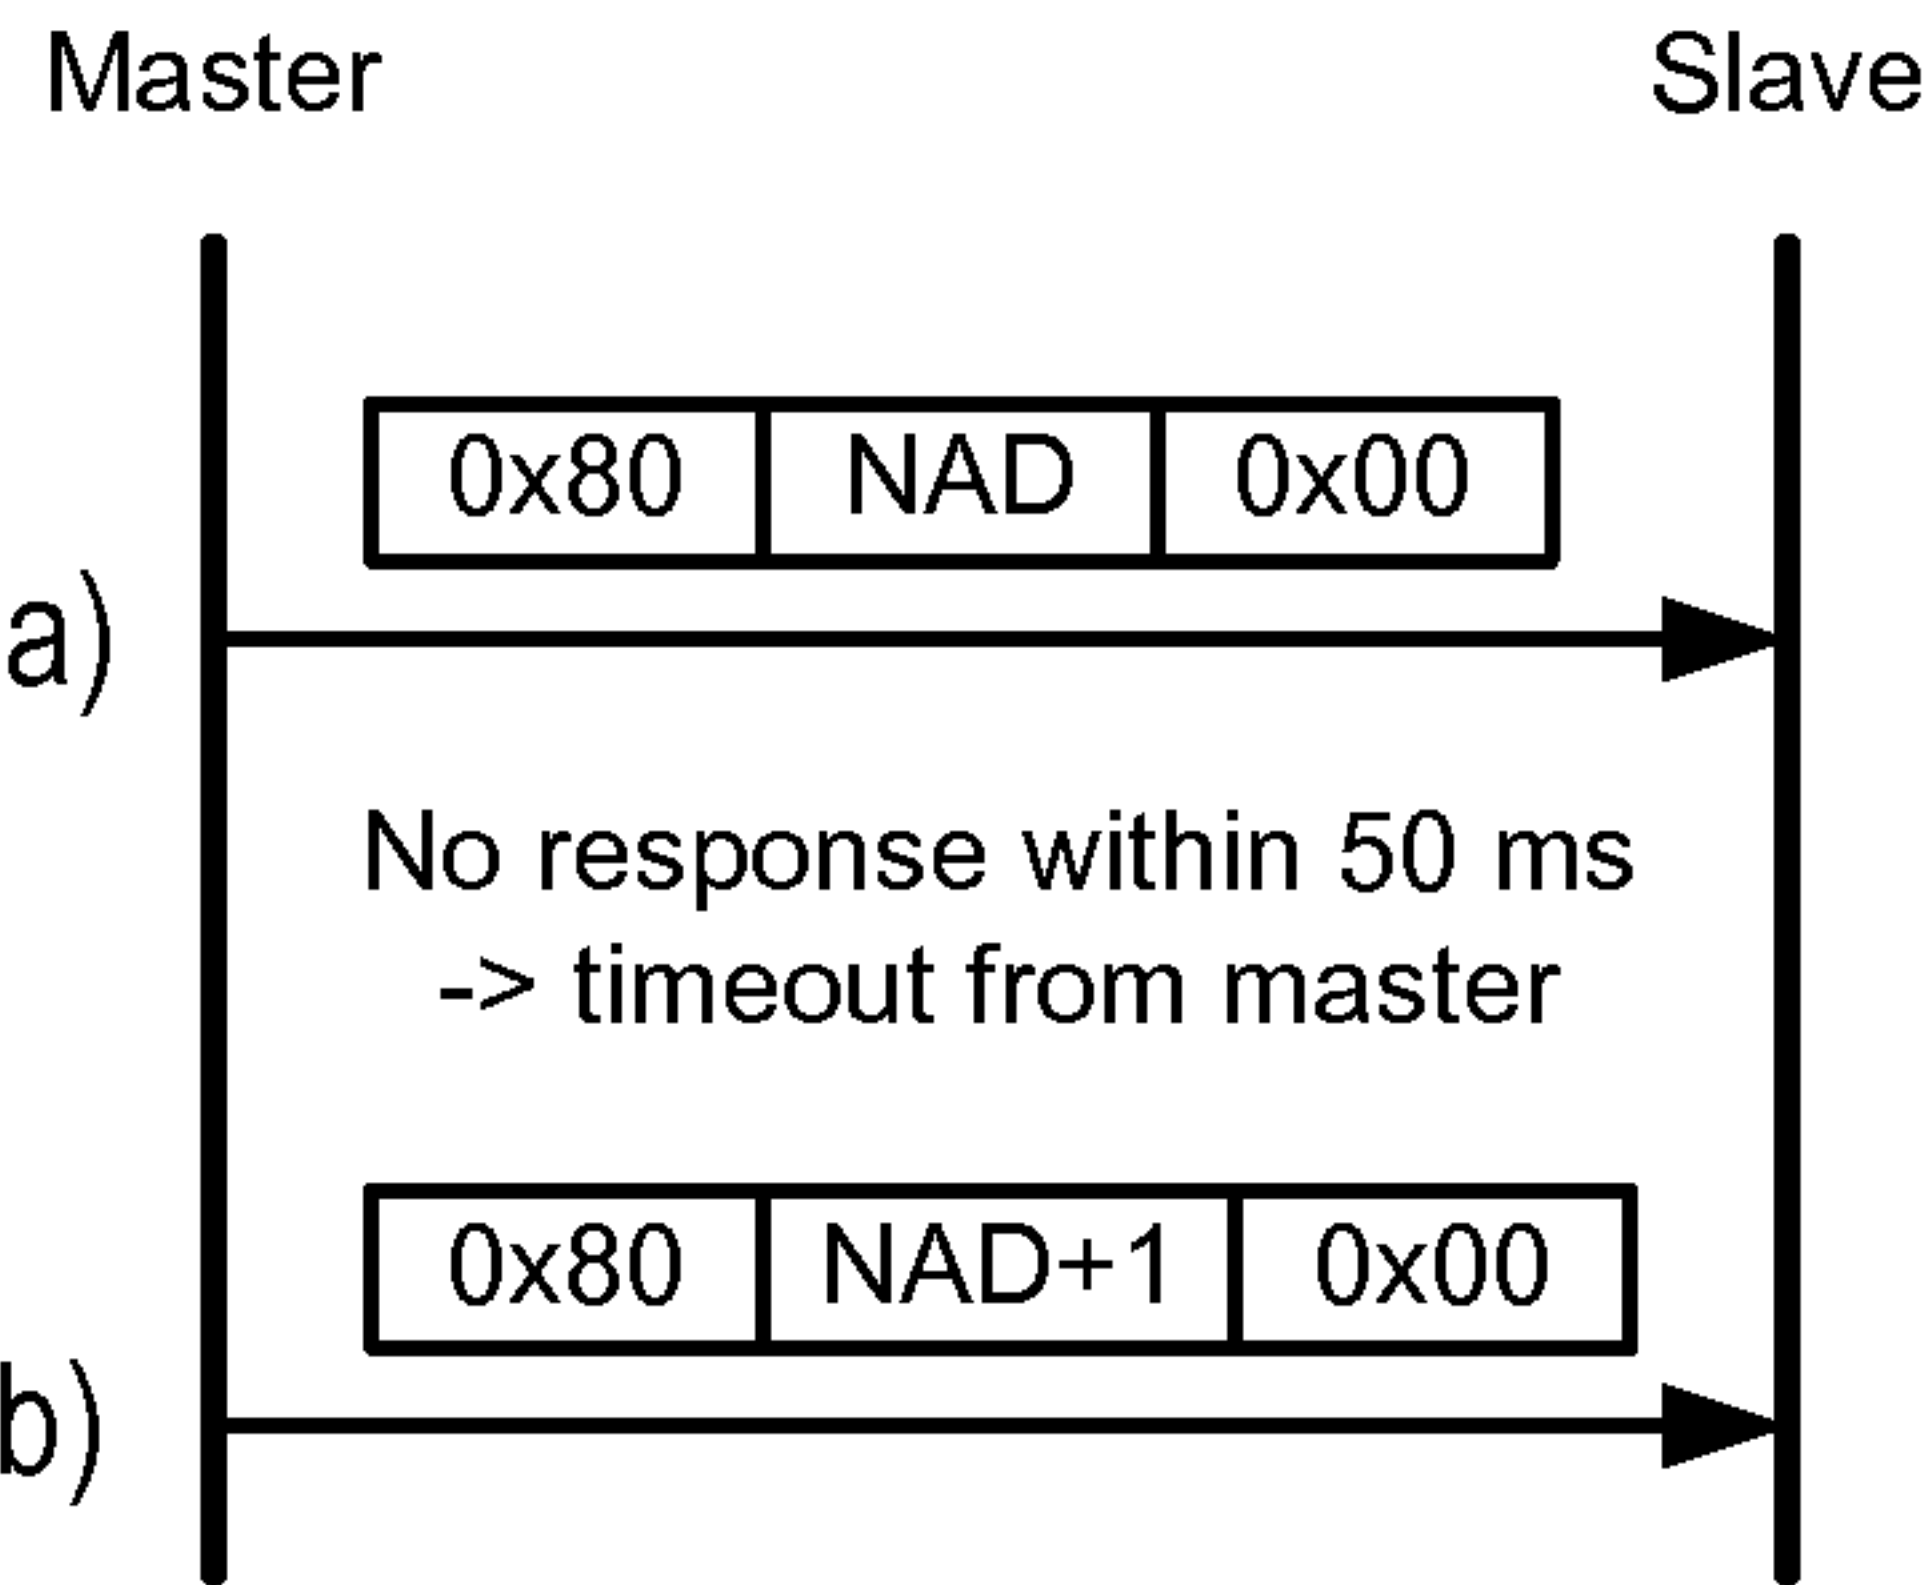 Master Slave
0x80 NAD 0x00
a)
No response within 50 ms
-> timeout from master
0x80 NAD+1 0x00
b)